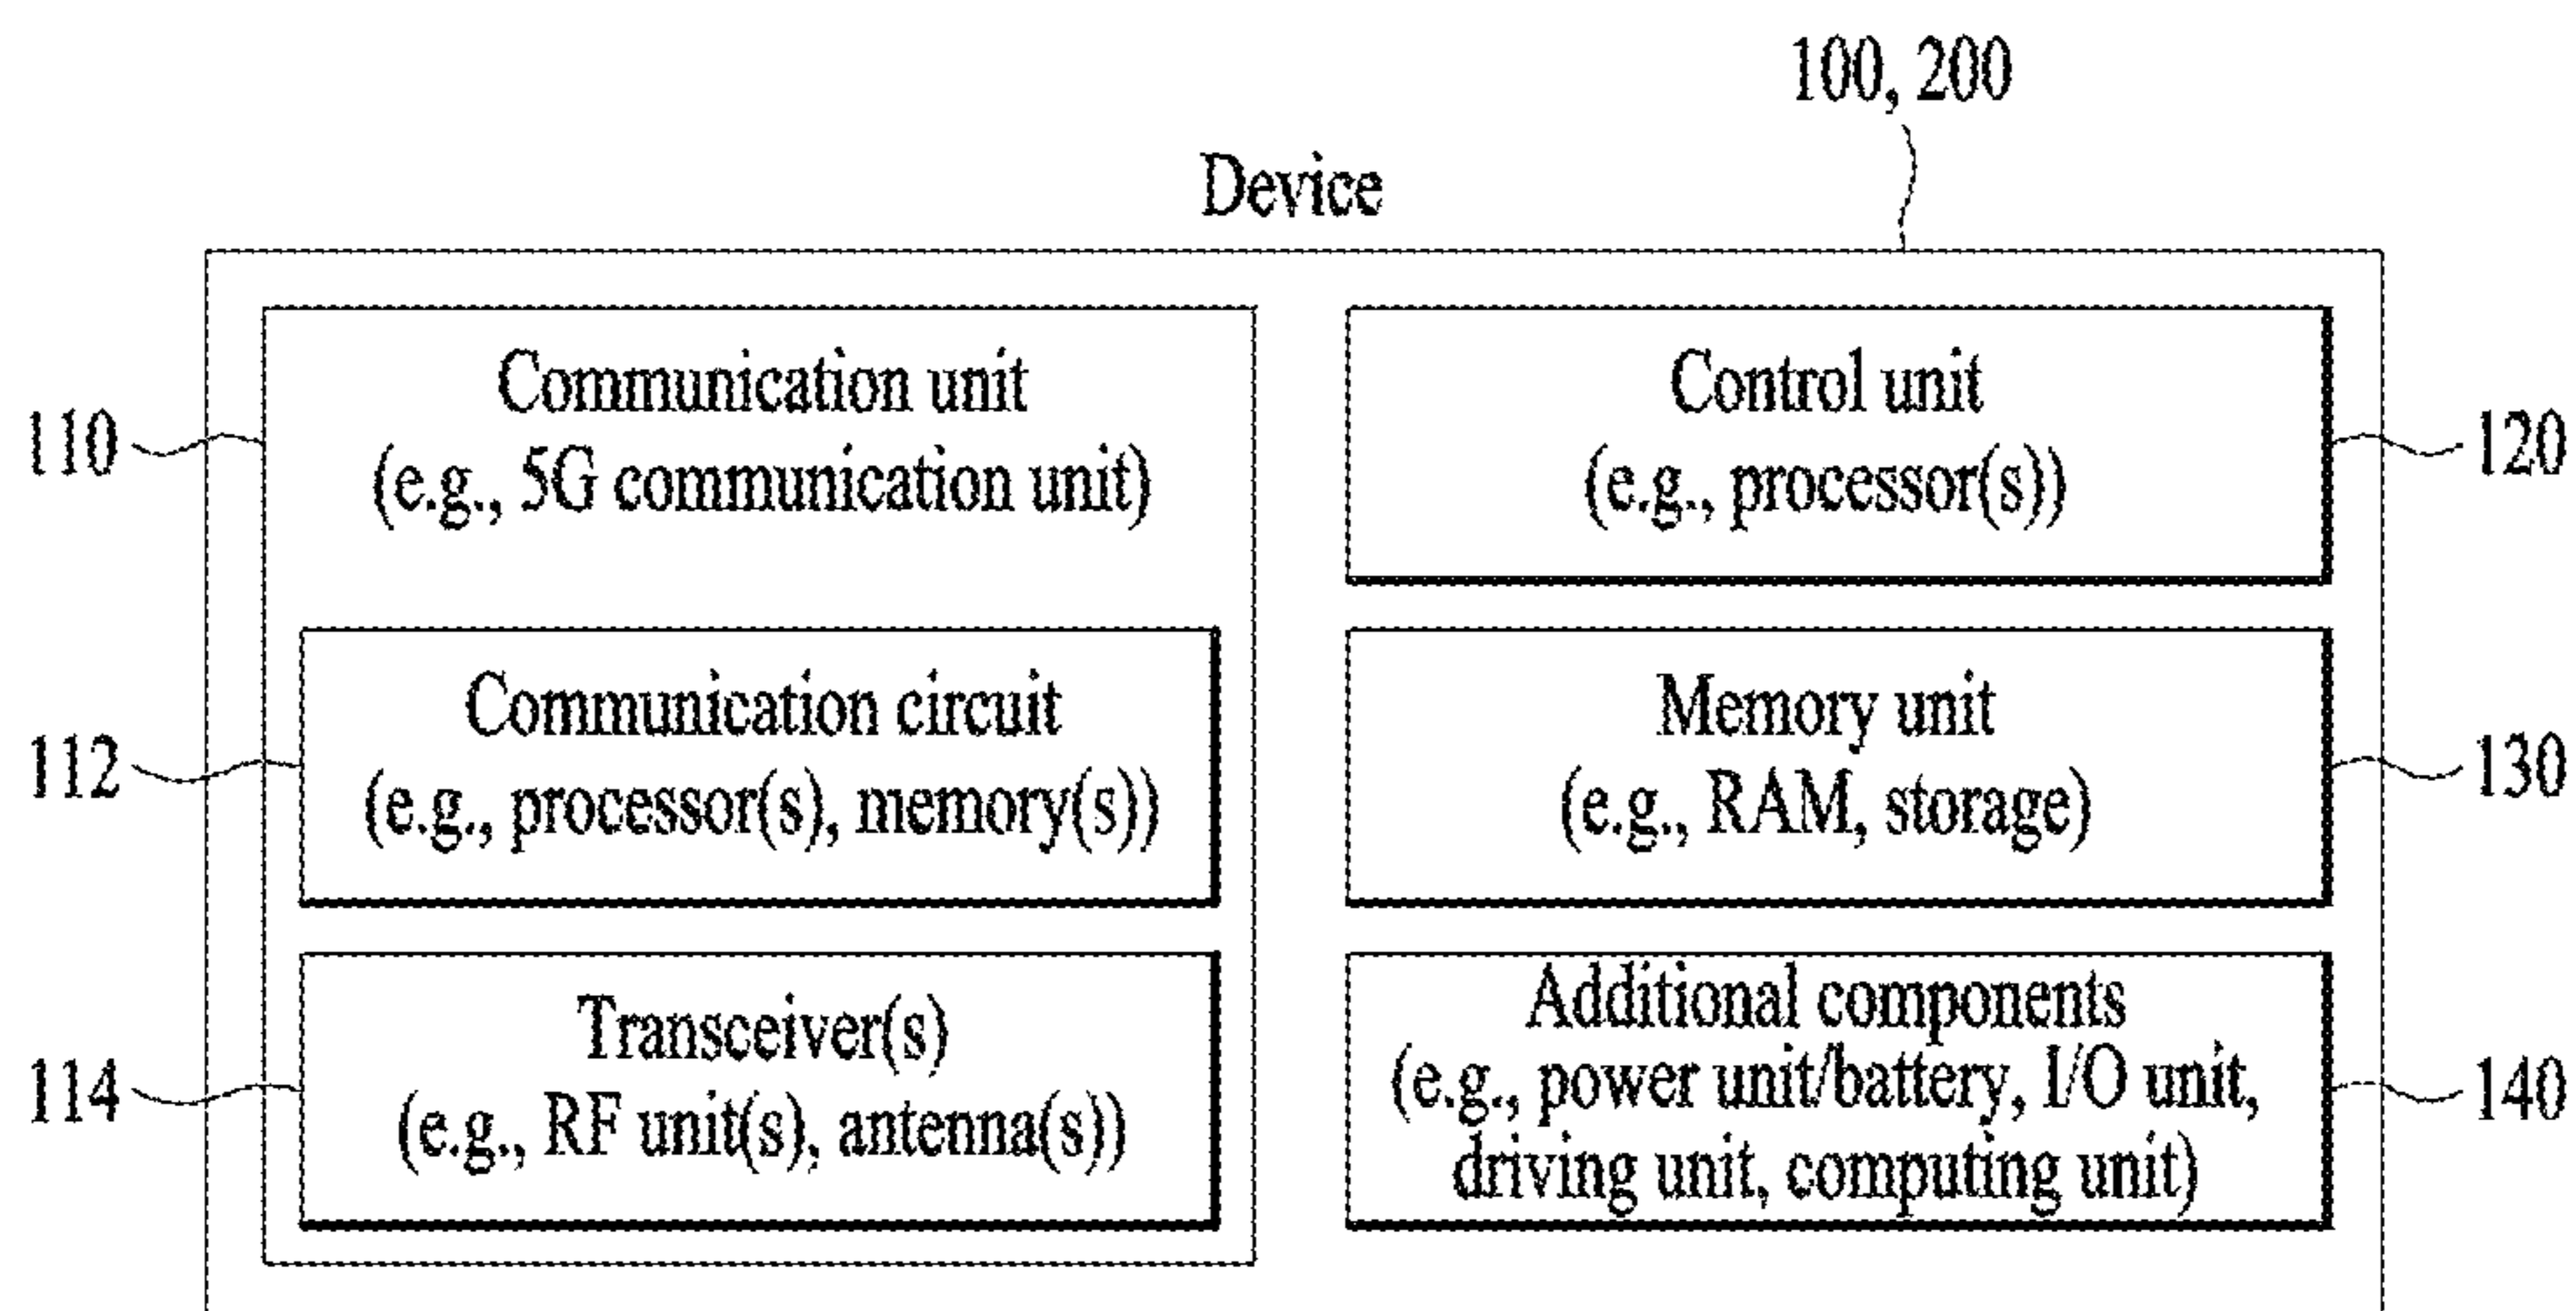 100, 200
Device
110
Communication unit
(e.g., 5G communication unit)
112
Communication circuit
(e.g., processor(s), memory(s))
114
Transceiver(s)
(e.g., RF unit(s), antenna(s))
Control unit
(e.g., processor(s))
120
Memory unit
(e.g., RAM, storage)
130
Additional components
(e.g., power unit/battery, I/O unit,
driving unit, computing unit)
140